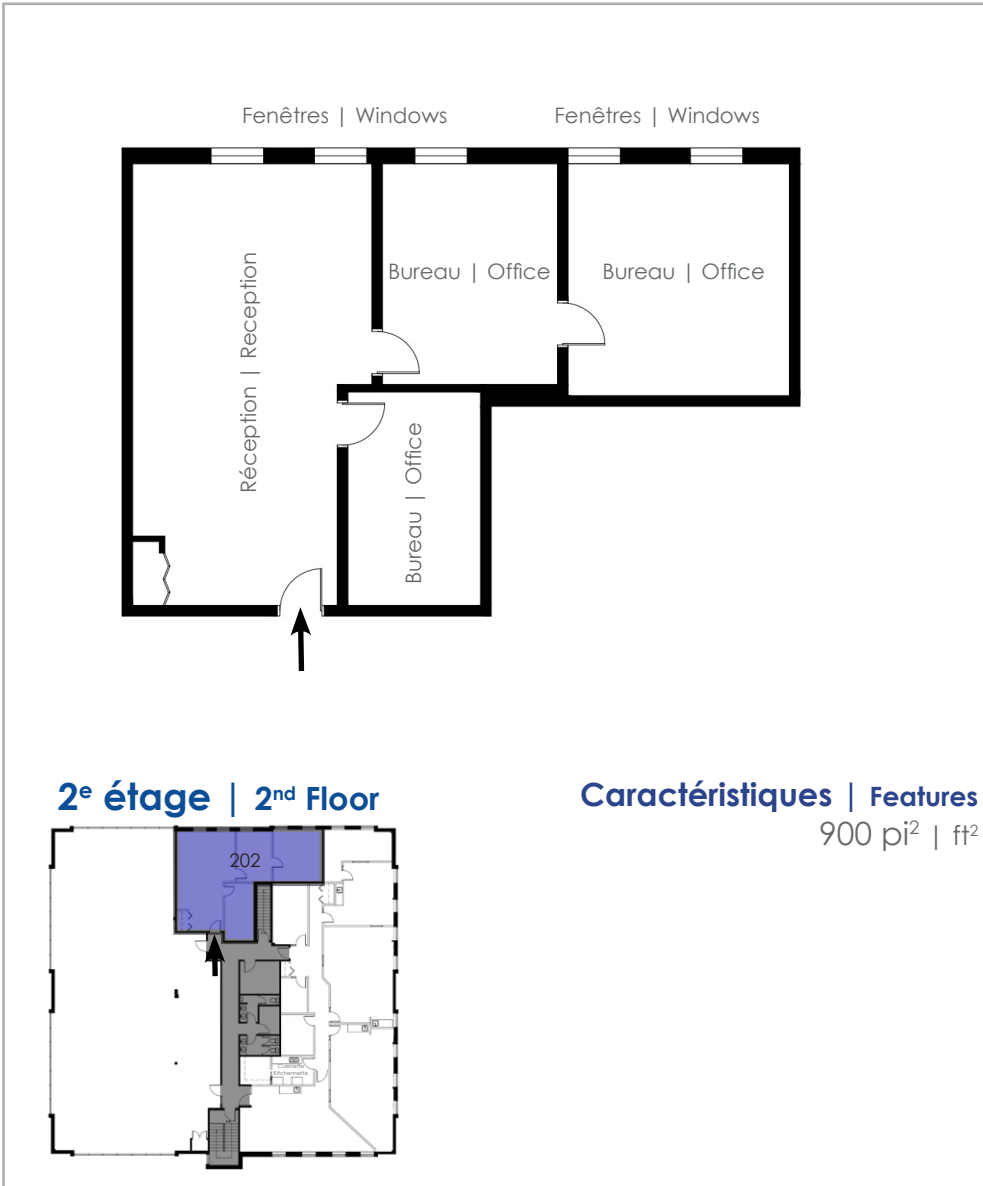 Fenêtres | Windows
Fenêtres | Windows
Réception | Reception
Bureau | Office
Bureau | Office
Bureau | Office
2e étage | 2nd Floor
202
Cuisinette
Kitchennette
Caractéristiques | Features
900 pi² | ft²